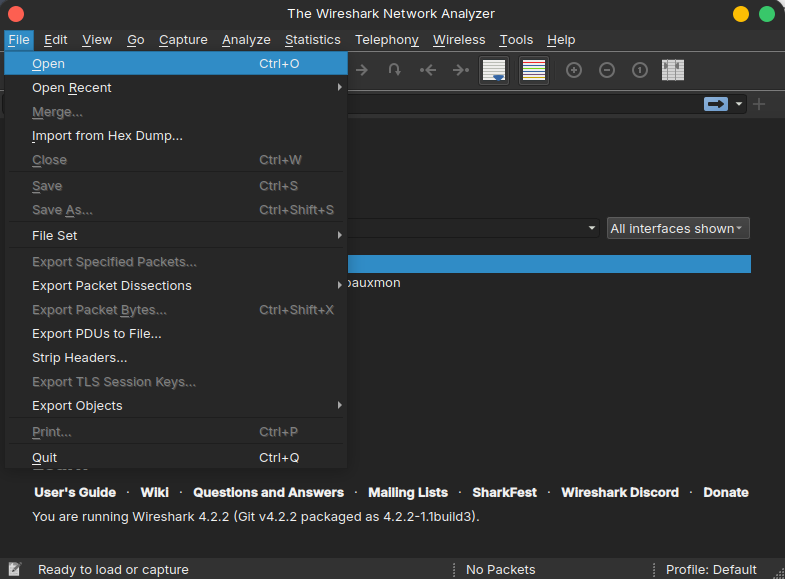 The Wireshark Network Analyzer
File Edit View Go Capture Analyze Statistics Telephony Wireless Tools Help
Open Ctrl+O
Open Recent
Merge...
Import from Hex Dump...
Close Ctrl+W
Save Ctrl+S
Save As... Ctrl+Shift+S
File Set
All interfaces shown
Export Specified Packets...
Export Packet Dissections
Export Packet Bytes... Ctrl+Shift+X
Export PDUs to File...
Strip Headers...
Export TLS Session Keys...
Export Objects
Print... Ctrl+P
Quit Ctrl+Q
User's Guide · Wiki · Questions and Answers · Mailing Lists · SharkFest · Wireshark Discord · Donate
You are running Wireshark 4.2.2 (Git v4.2.2 packaged as 4.2.2-1.1build3).
Ready to load or capture No Packets Profile: Default